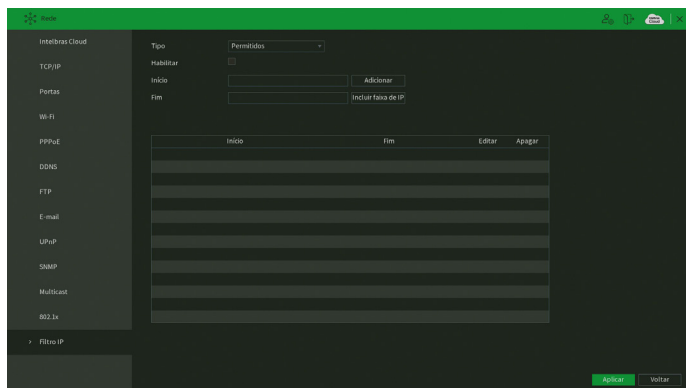 Rede
Intelbras Cloud
TCP/IP
Portas
Wi-Fi
PPPoE
DDNS
FTP
E-mail
UPnP
SNMP
Multicast
802.1x
> Filtro IP
Tipo Permitidos
Habilitar
Início Adicionar
Fim Incluir faixa de IP
Início Fim Editar Apagar
Aplicar Voltar